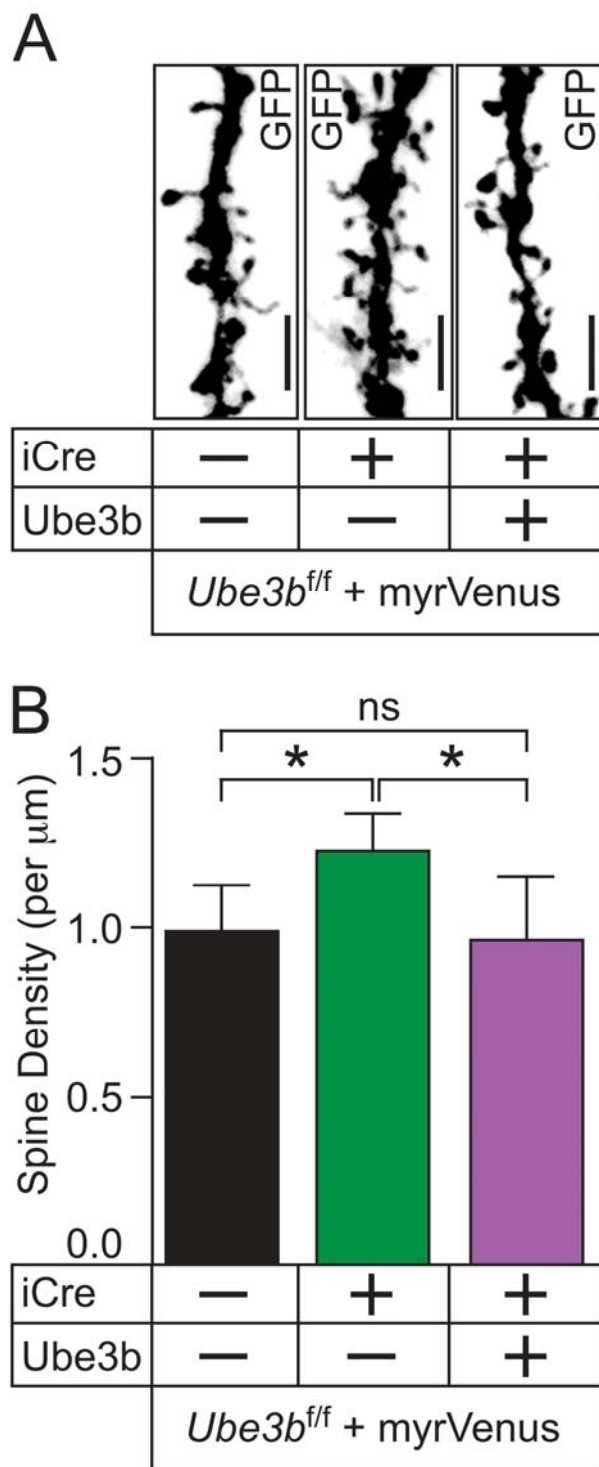 A
GFP GFP GFP
iCre — + +
Ube3b — — +
Ube3b^f/f + myrVenus
B
ns
* *
1.5
1.0
0.5
0.0
Spine Density (per μm)
iCre — + +
Ube3b — — +
Ube3b^f/f + myrVenus